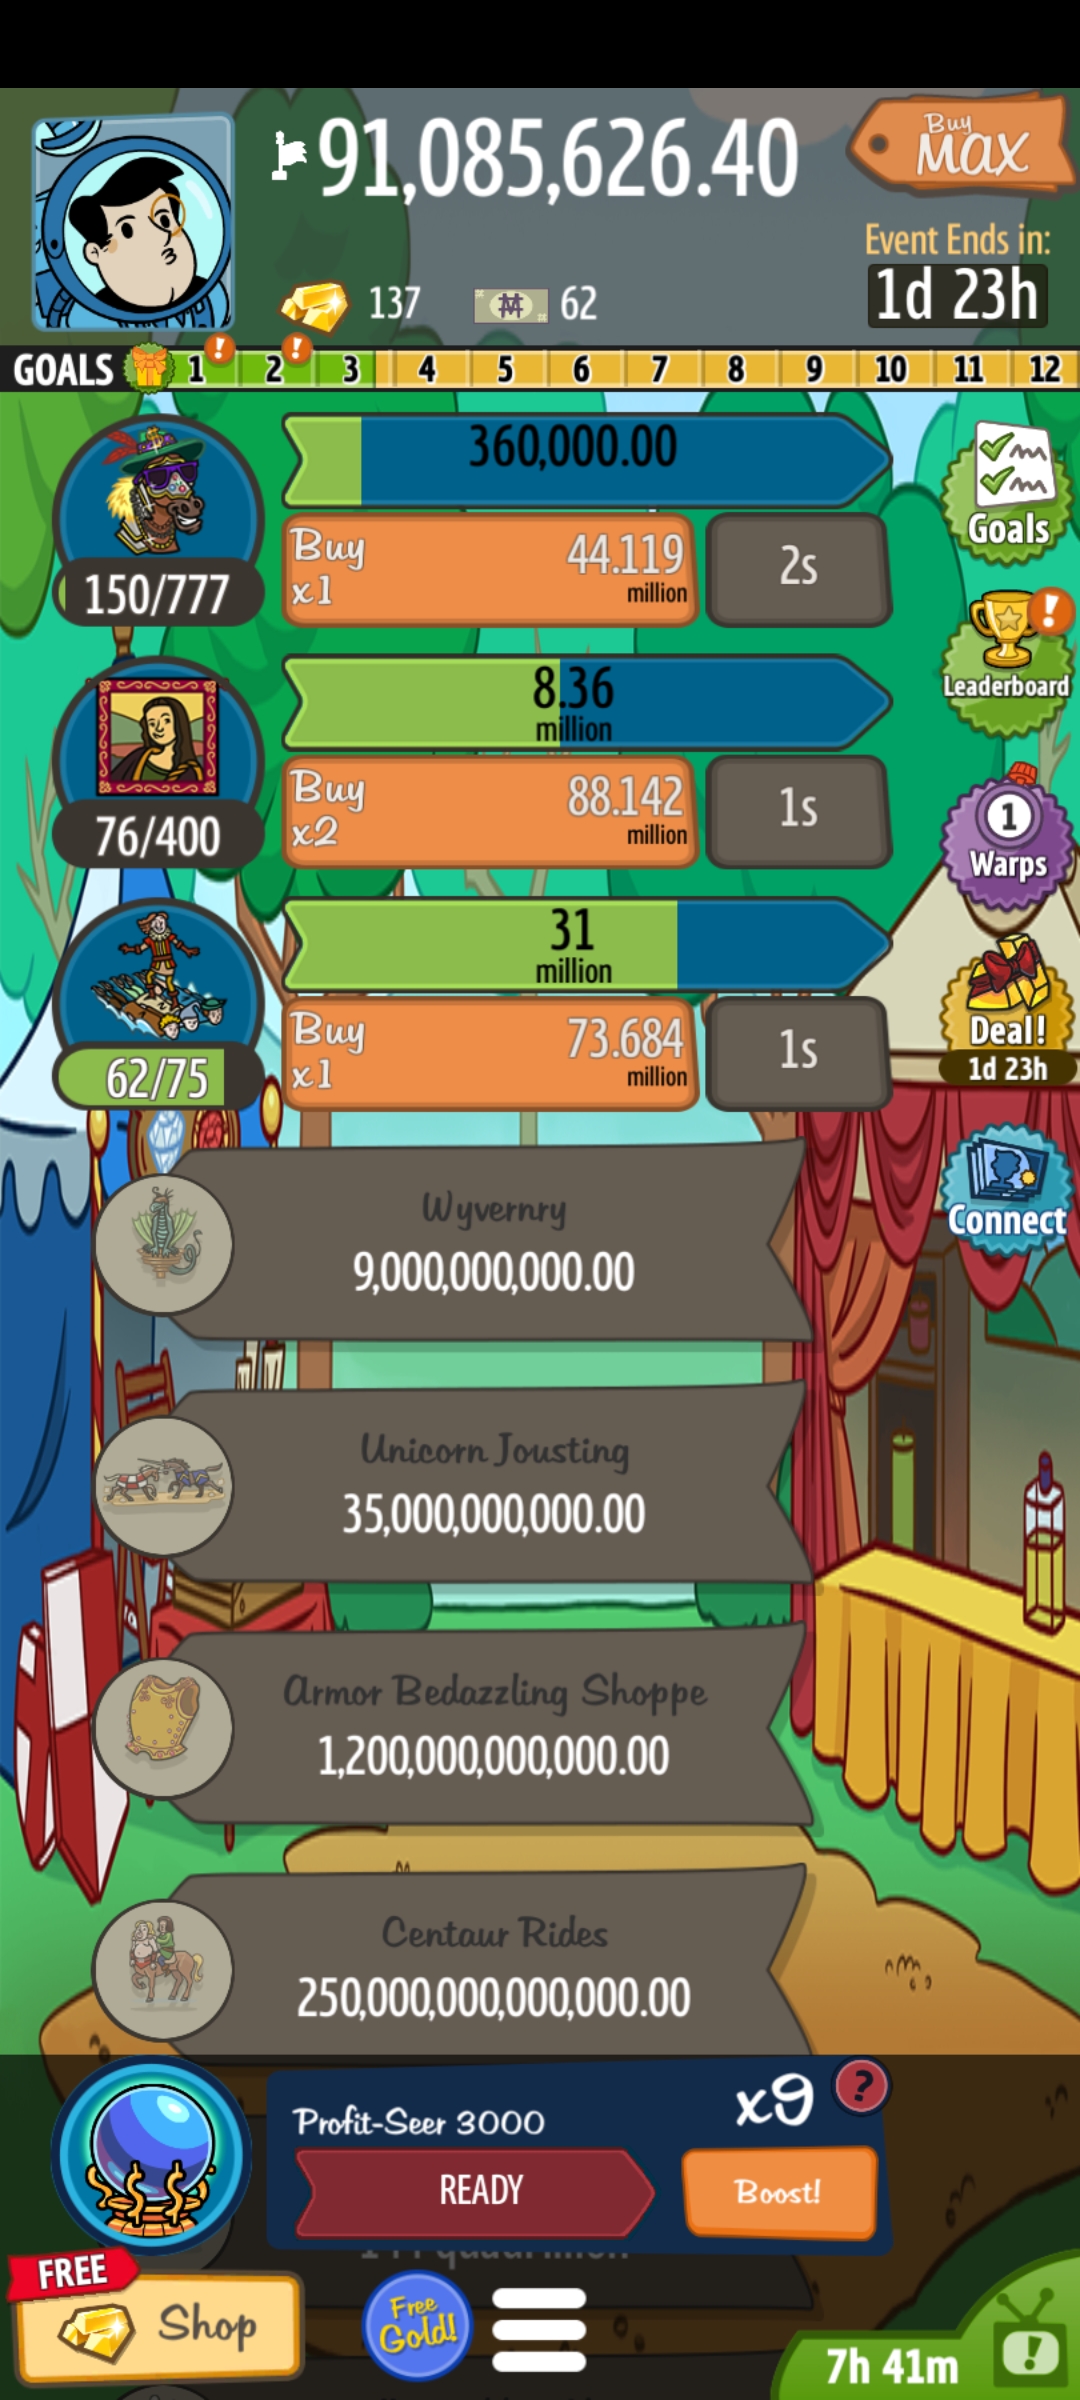 91,085,626.40
Buy
MAX
Event Ends in:
1d 23h
137
62
GOALS 1 ! 2 ! 3 4 5 6 7 8 9 10 11 12
360,000.00
Buy
x1
44.119
million
2s
150/777
Goals
8.36
million
Buy
x2
88.142
million
1s
76/400
!
Leaderboard
1
Warps
31
million
Buy
x1
73.684
million
1s
62/75
Deal!
1d 23h
Connect
Wyvernry
9,000,000,000.00
Unicorn Jousting
35,000,000,000.00
Armor Bedazzling Shoppe
1,200,000,000,000.00
Centaur Rides
250,000,000,000,000.00
Profit-Seer 3000
x9
?
READY
Boost!
FREE
Shop
Free
Gold!
7h 41m
!